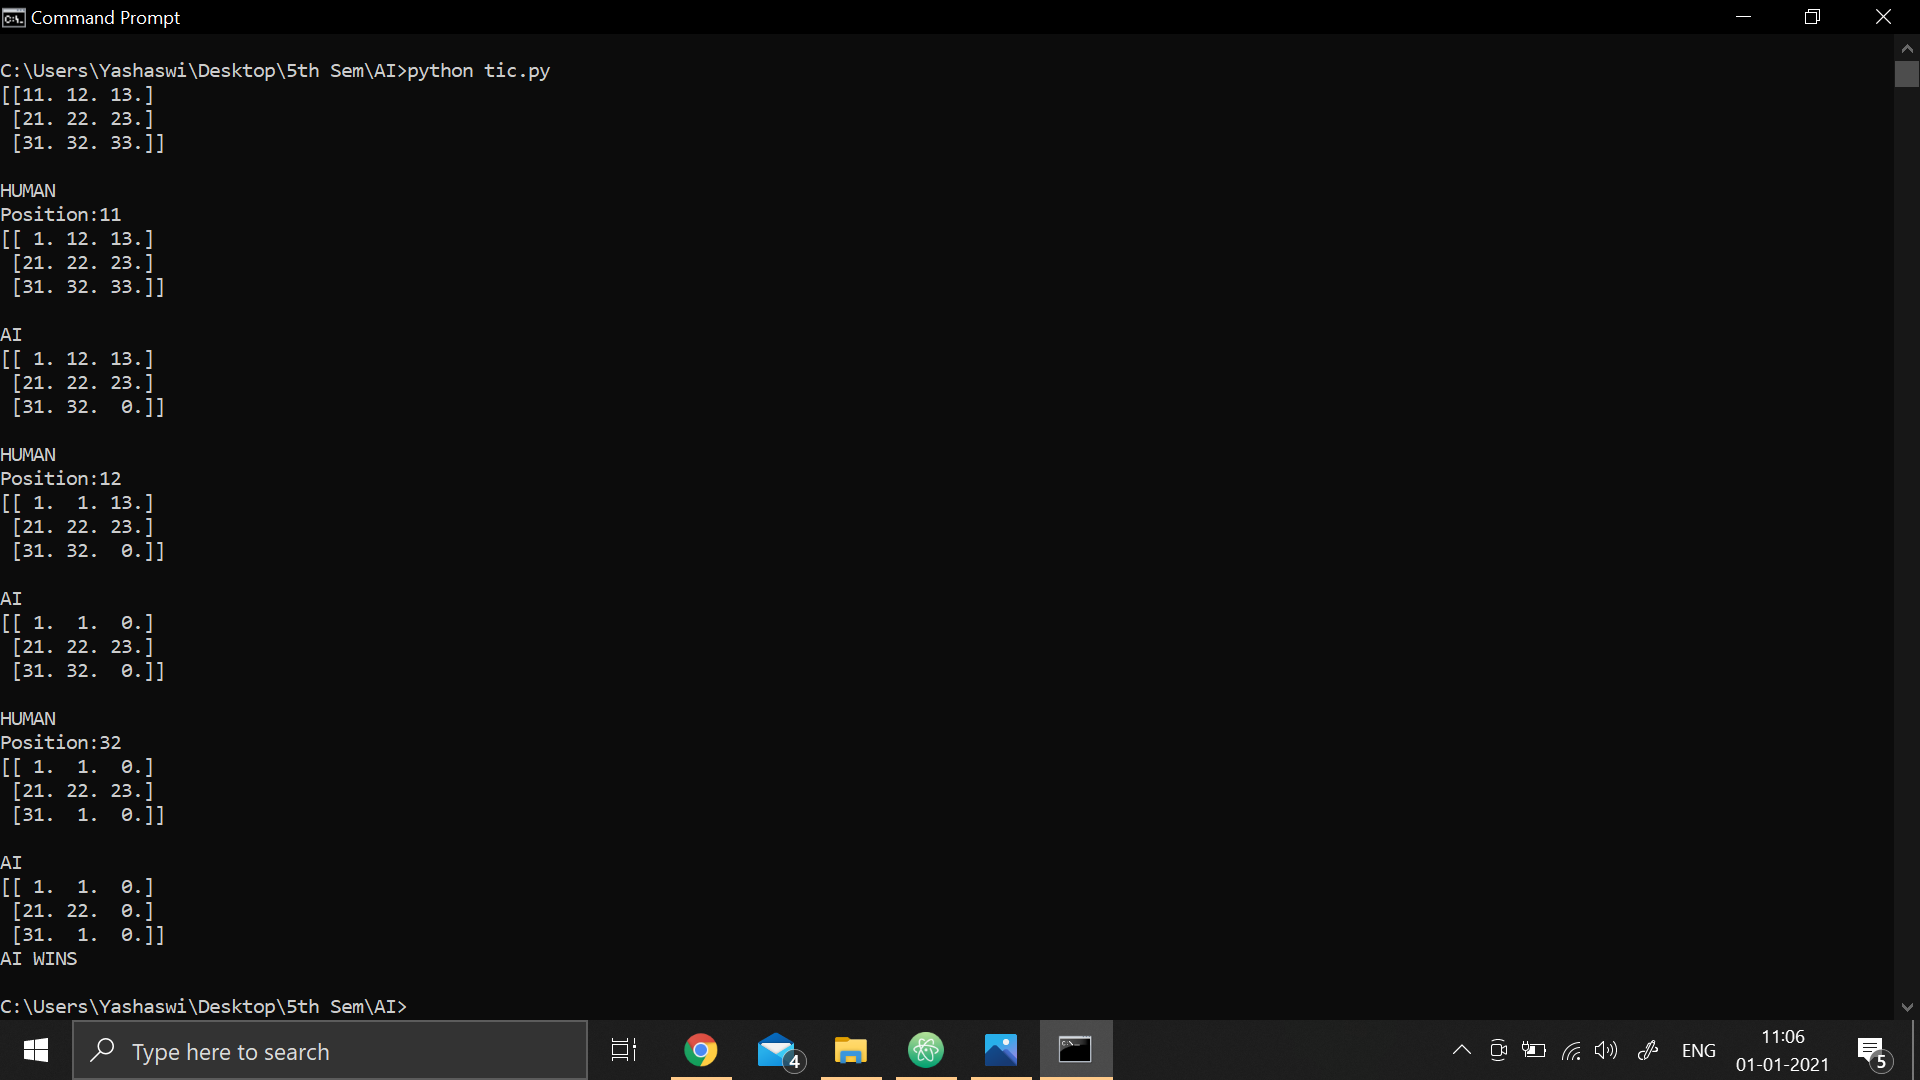 Command Prompt
C:\Users\Yashaswi\Desktop\5th Sem\AI>python tic.py
[[11. 12. 13.]
 [21. 22. 23.]
 [31. 32. 33.]]
HUMAN
Position:11
[[ 1. 12. 13.]
 [21. 22. 23.]
 [31. 32. 33.]]
AI
[[ 1. 12. 13.]
 [21. 22. 23.]
 [31. 32.  0.]]
HUMAN
Position:12
[[ 1.  1. 13.]
 [21. 22. 23.]
 [31. 32.  0.]]
AI
[[ 1.  1.  0.]
 [21. 22. 23.]
 [31. 32.  0.]]
HUMAN
Position:32
[[ 1.  1.  0.]
 [21. 22. 23.]
 [31.  1.  0.]]
AI
[[ 1.  1.  0.]
 [21. 22.  0.]
 [31.  1.  0.]]
AI WINS
C:\Users\Yashaswi\Desktop\5th Sem\AI>
Type here to search
4
ENG
11:06
01-01-2021
5